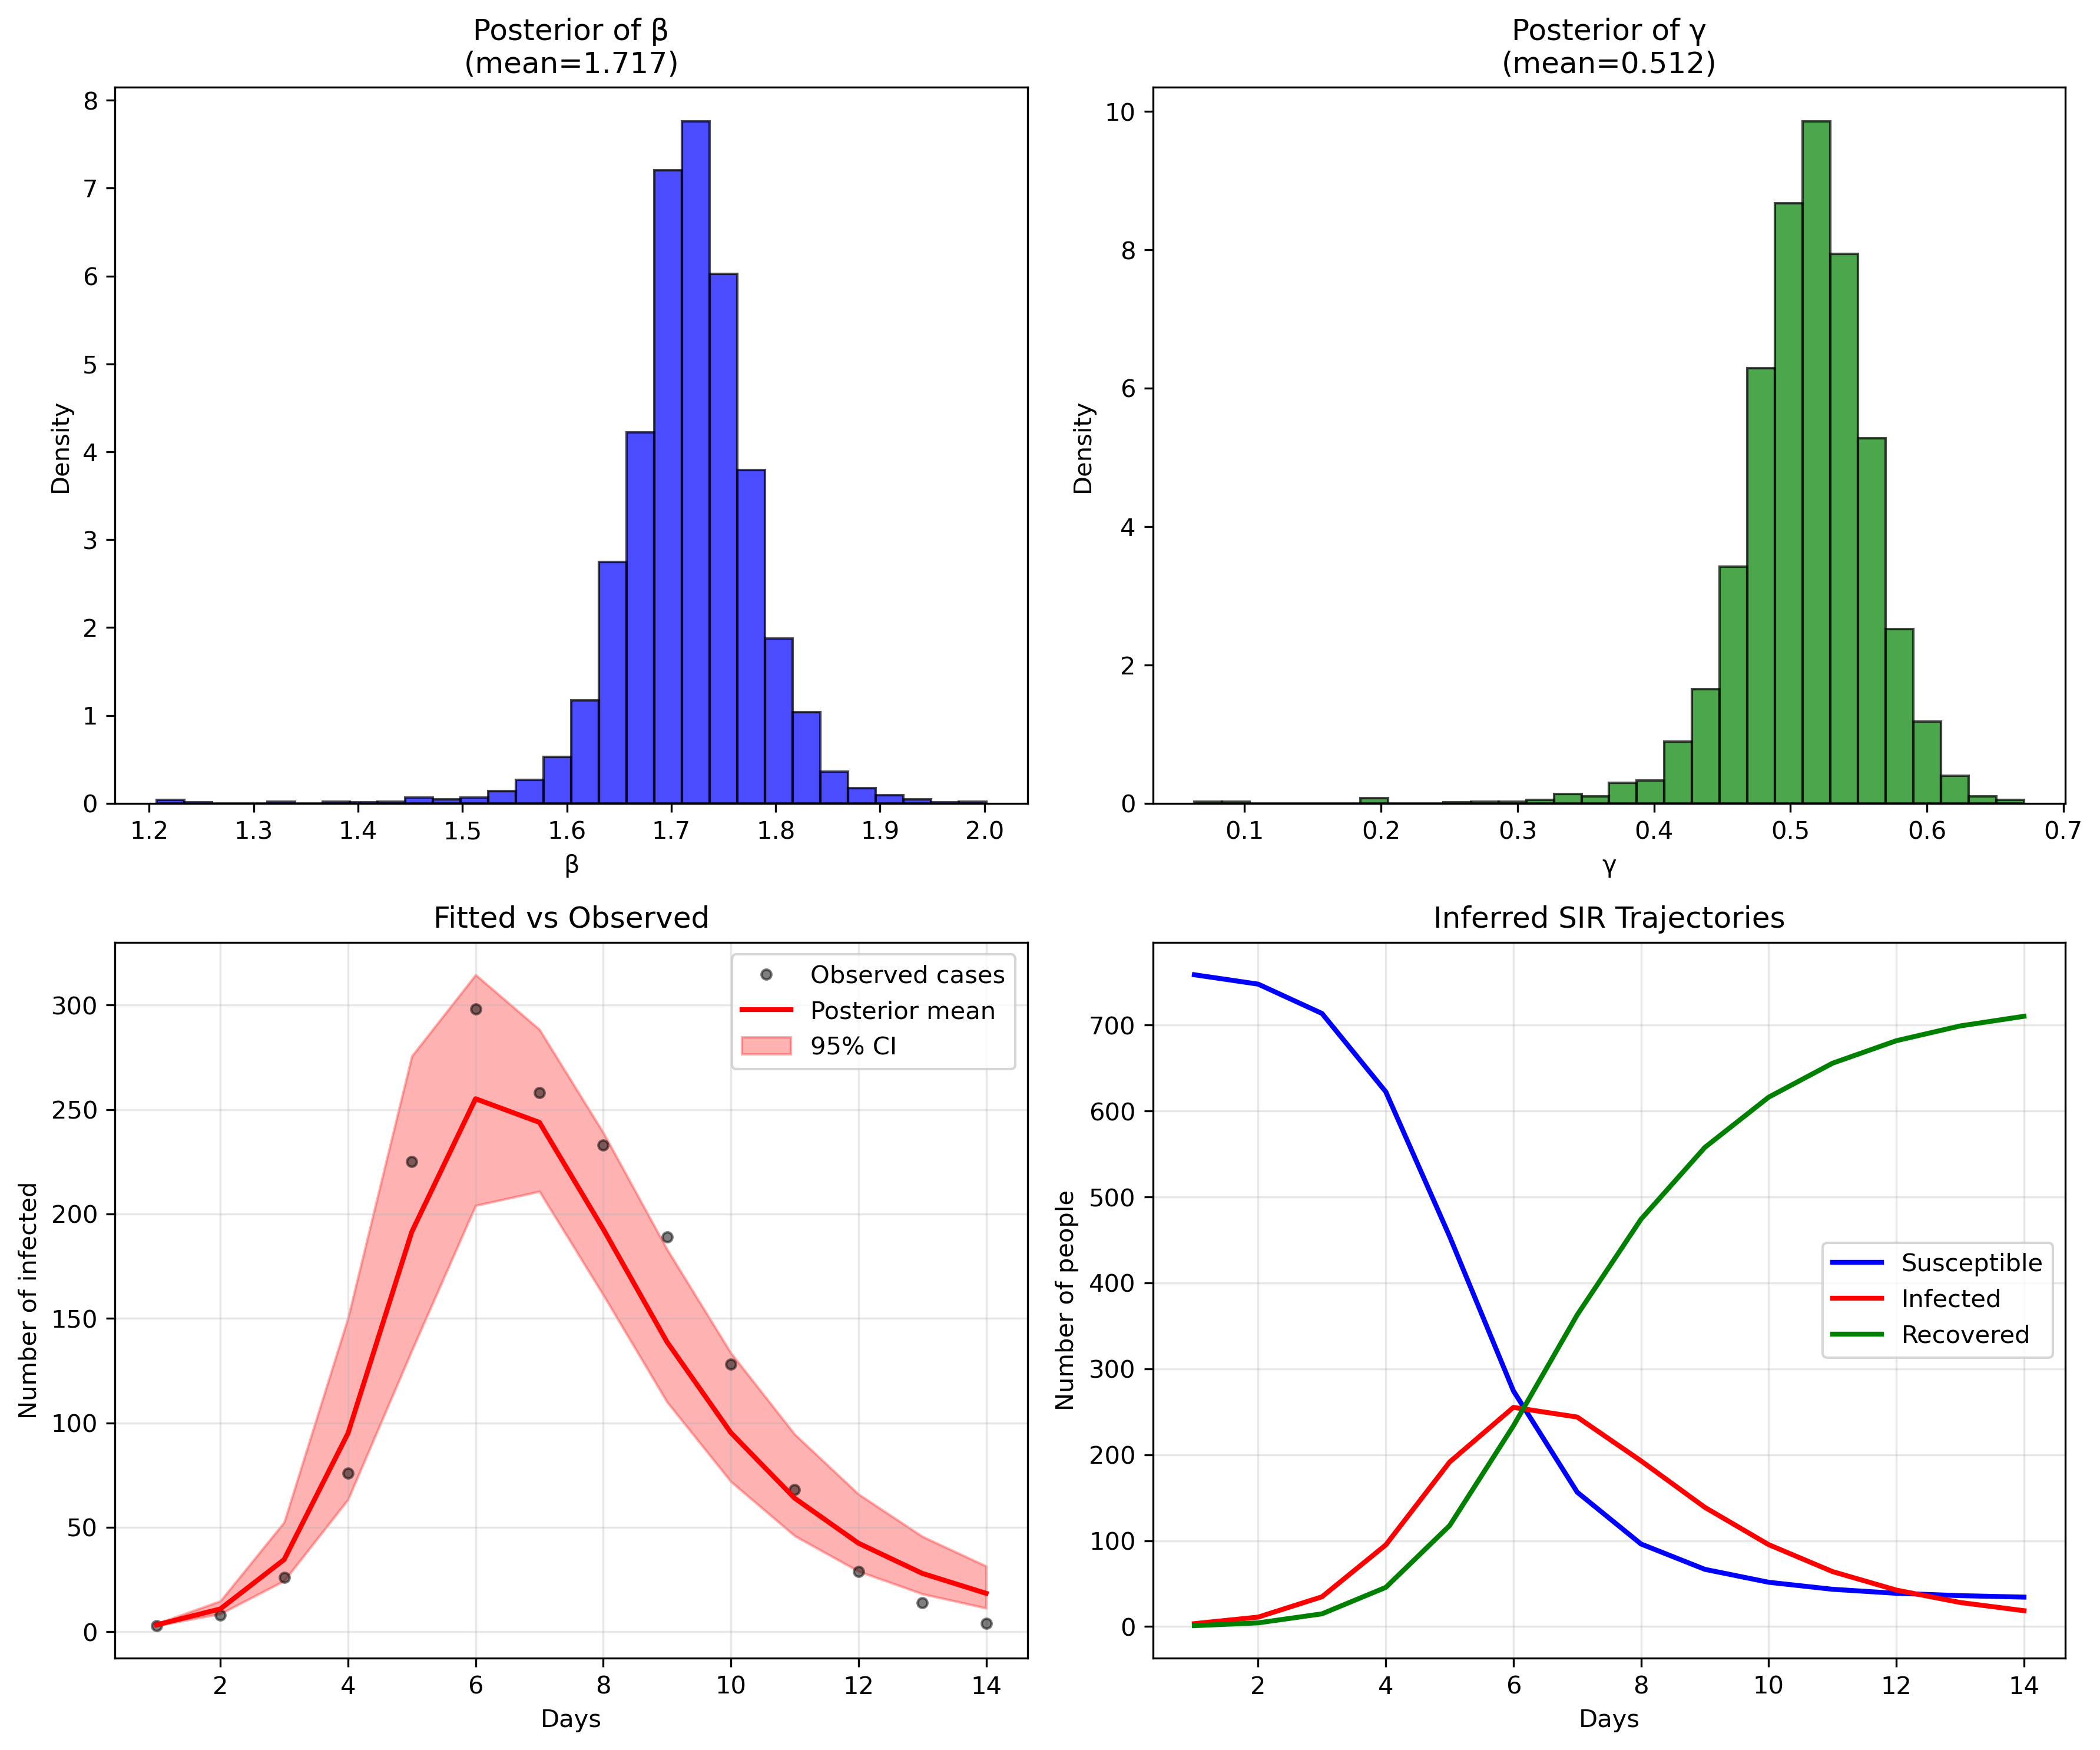 Posterior of β
(mean=1.717)
8
7
6
5
4
3
2
1
0
Density
1.2 1.3 1.4 1.5 1.6 1.7 1.8 1.9 2.0
β
Posterior of γ
(mean=0.512)
10
8
6
4
2
0
Density
0.1 0.2 0.3 0.4 0.5 0.6 0.7
γ
Fitted vs Observed
Observed cases
Posterior mean
95% CI
300
250
200
150
100
50
0
Number of infected
2 4 6 8 10 12 14
Days
Inferred SIR Trajectories
700
600
500
400
300
200
100
0
Number of people
Susceptible
Infected
Recovered
2 4 6 8 10 12 14
Days